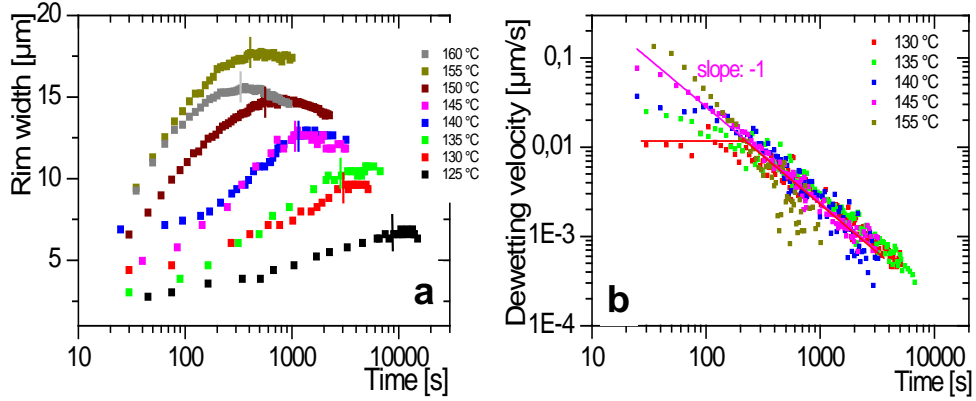 Rim width [µm]
20
15
10
5
100
1000
10000
Time [s]
160 °C
155 °C
150 °C
145 °C
140 °C
135 °C
130 °C
125 °C
a
Dewetting velocity [µm/s]
0,1
0,01
1E-3
1E-4
10
100
1000
10000
Time [s]
slope: -1
130 °C
135 °C
140 °C
145 °C
155 °C
b